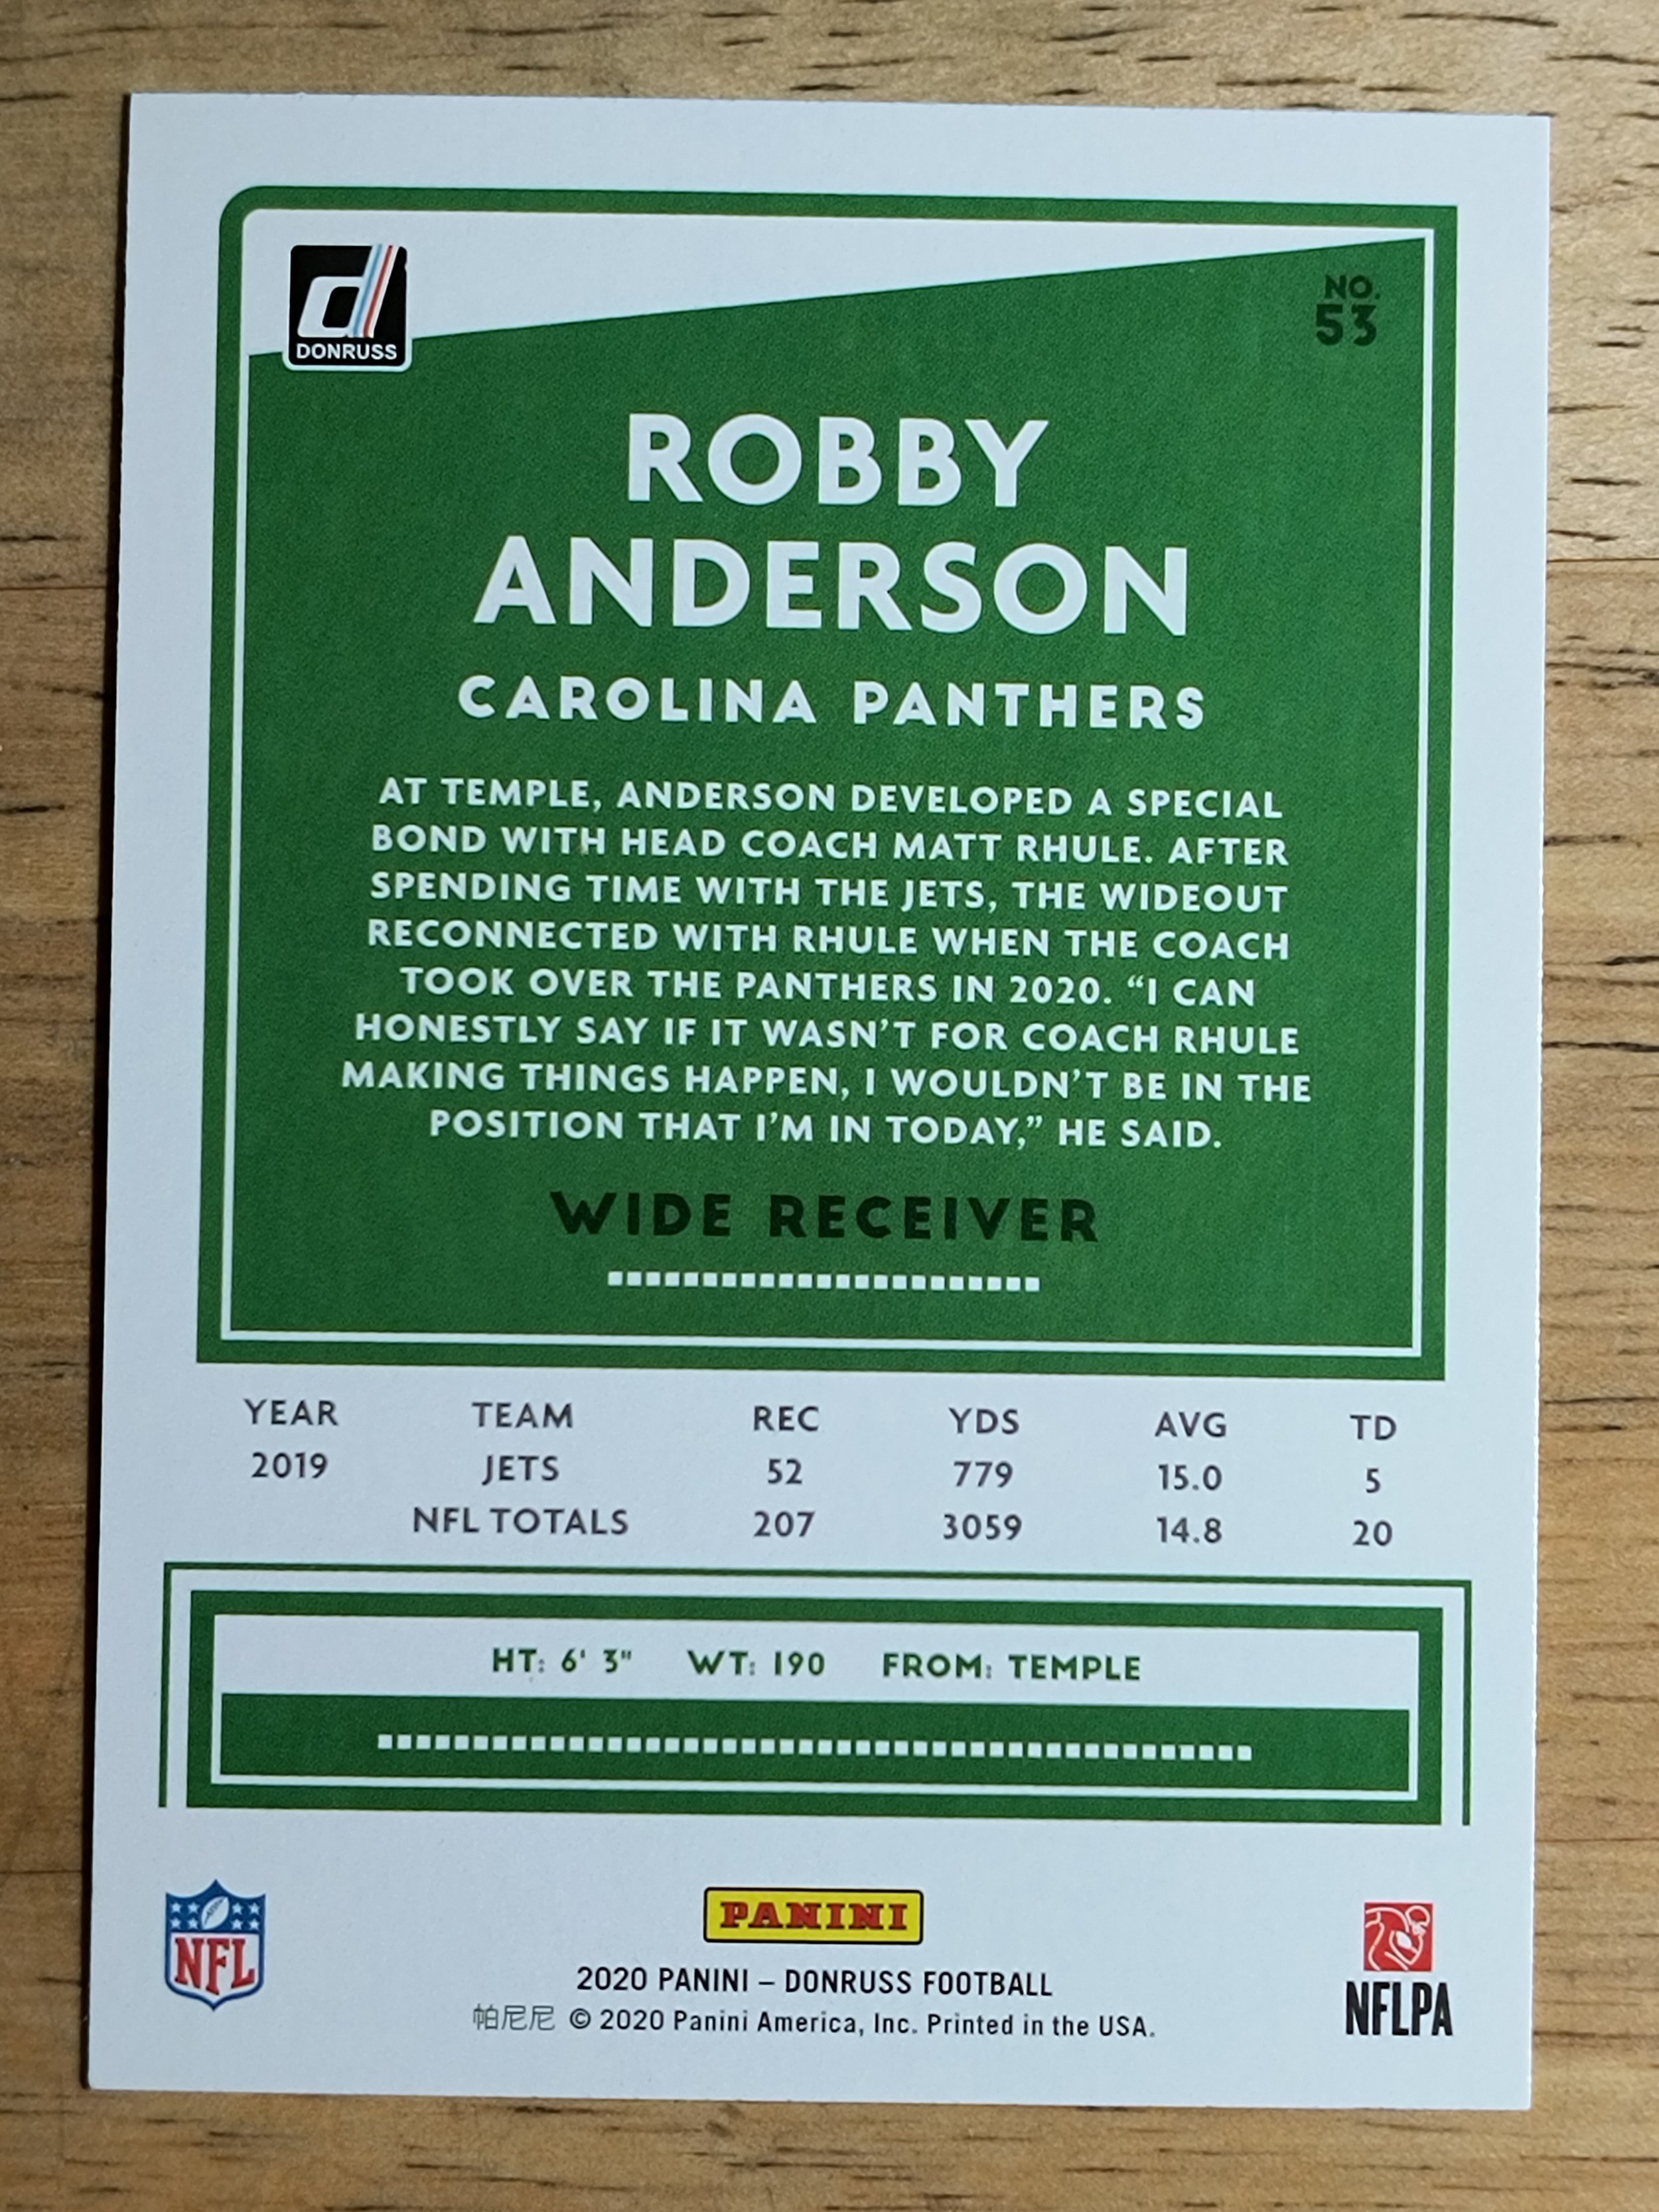 DONRUSS
NO.
53
ROBBY
ANDERSON
CAROLINA PANTHERS
AT TEMPLE, ANDERSON DEVELOPED A SPECIAL
BOND WITH HEAD COACH MATT RHULE. AFTER
SPENDING TIME WITH THE JETS, THE WIDEOUT
RECONNECTED WITH RHULE WHEN THE COACH
TOOK OVER THE PANTHERS IN 2020. “I CAN
HONESTLY SAY IF IT WASN’T FOR COACH RHULE
MAKING THINGS HAPPEN, I WOULDN’T BE IN THE
POSITION THAT I’M IN TODAY,” HE SAID.
WIDE RECEIVER
YEAR TEAM REC YDS AVG TD
2019 JETS 52 779 15.0 5
NFL TOTALS 207 3059 14.8 20
HT: 6' 3" WT: 190 FROM: TEMPLE
NFL
PANINI
2020 PANINI – DONRUSS FOOTBALL
帕尼尼 © 2020 Panini America, Inc. Printed in the USA.
NFLPA